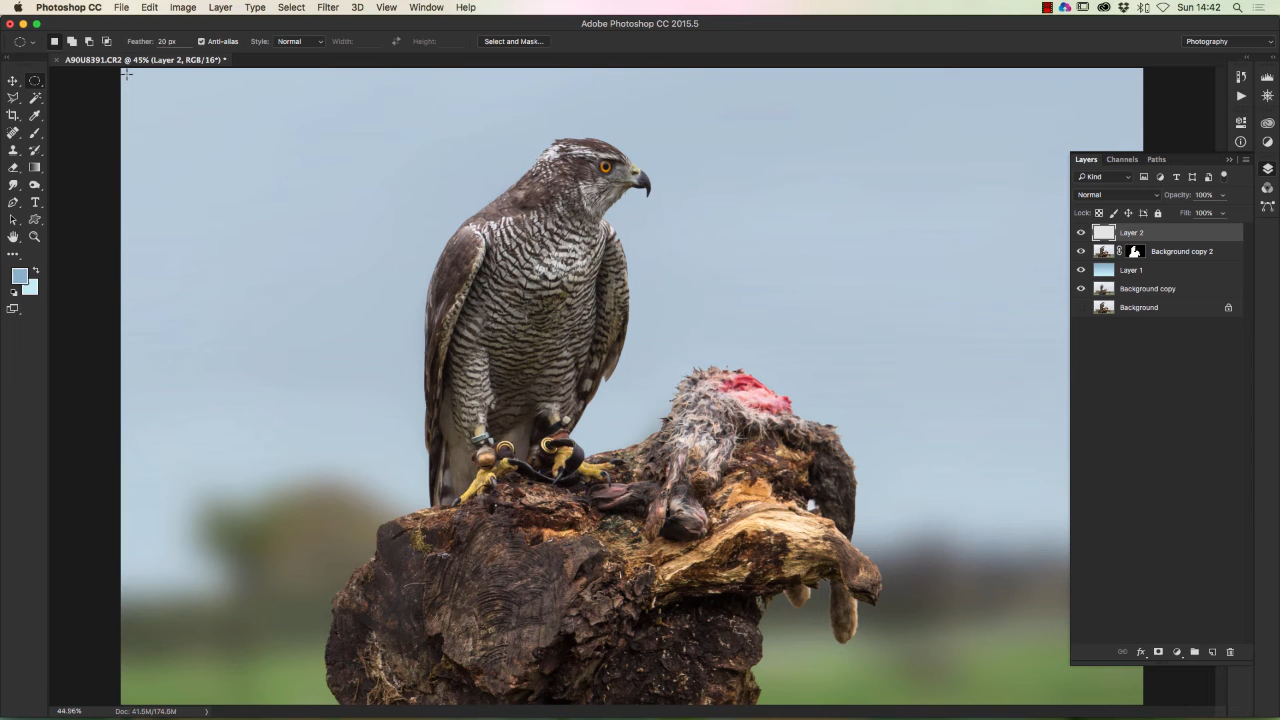 Photoshop CC File Edit Image Layer Type Select Filter 3D View Window Help Sun 14:42
Adobe Photoshop CC 2015.5
Feather: 20 px Anti-alias Style: Normal Width: Height: Select and Mask... Photography
× A90U8391.CR2 @ 45% (Layer 2, RGB/16*) *
Layers Channels Paths
Kind
Normal Opacity: 100%
Lock: Fill: 100%
Layer 2
Background copy 2
Layer 1
Background copy
Background
fx
44.96% Doc: 41.5M/174.6M